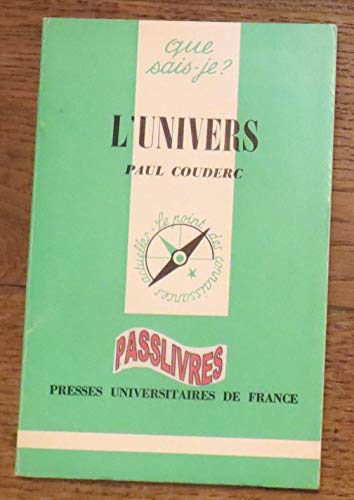 que
sais-je?
L'UNIVERS
PAUL COUDERC
le point des connaissances actuelles
PASSLIVRES
PRESSES UNIVERSITAIRES DE FRANCE